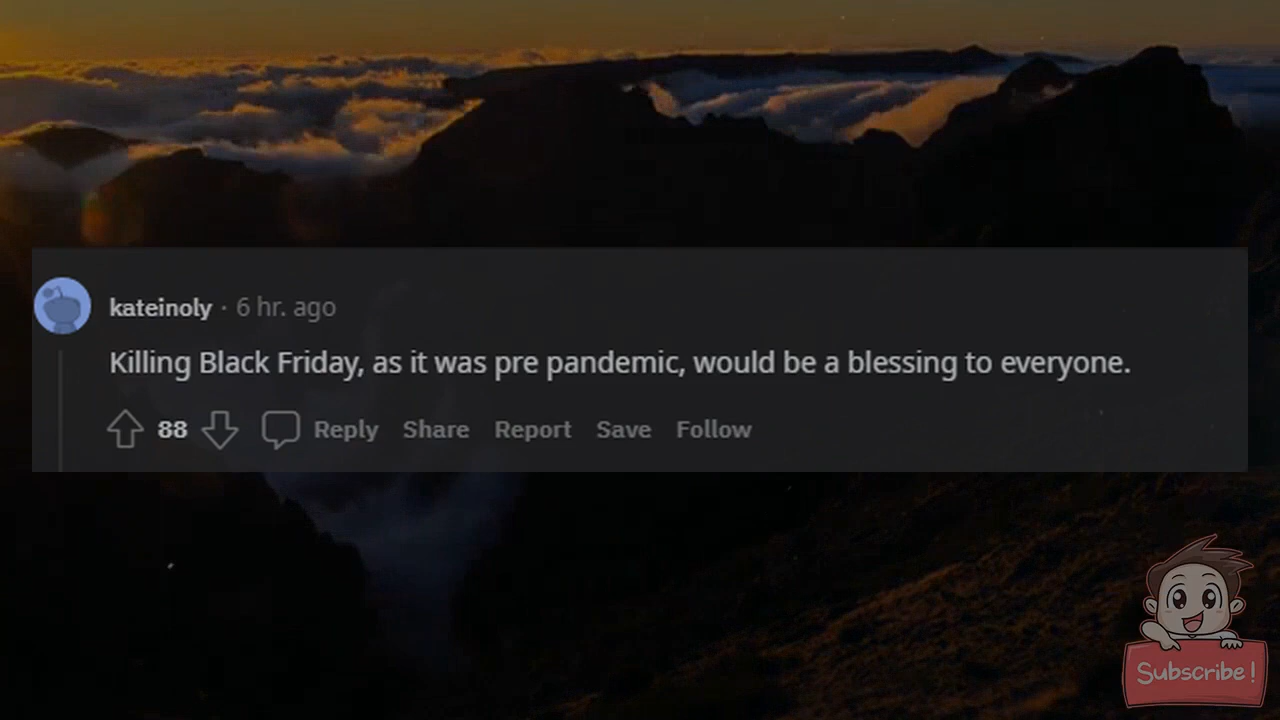 kateinoly · 6 hr. ago
Killing Black Friday, as it was pre pandemic, would be a blessing to everyone.
88 Reply Share Report Save Follow
Subscribe!